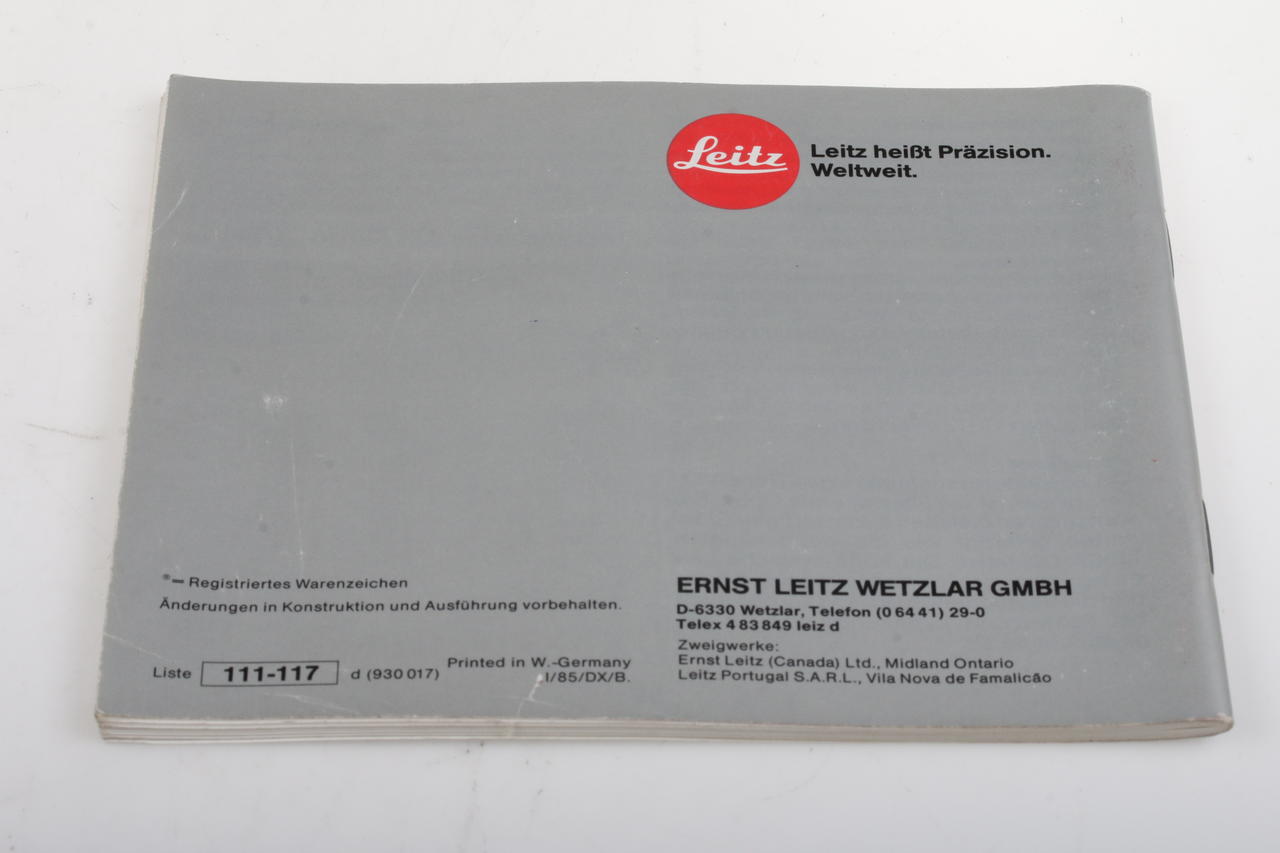 Leitz
Leitz heißt Präzision.
Weltweit.
®— Registriertes Warenzeichen
Änderungen in Konstruktion und Ausführung vorbehalten.
Liste 111-117 d (930 017)
Printed in W.-Germany
I/85/DX/B.
ERNST LEITZ WETZLAR GMBH
D-6330 Wetzlar, Telefon (0 64 41) 29-0
Telex 4 83 849 leiz d
Zweigwerke:
Ernst Leitz (Canada) Ltd., Midland Ontario
Leitz Portugal S.A.R.L., Vila Nova de Famalicão